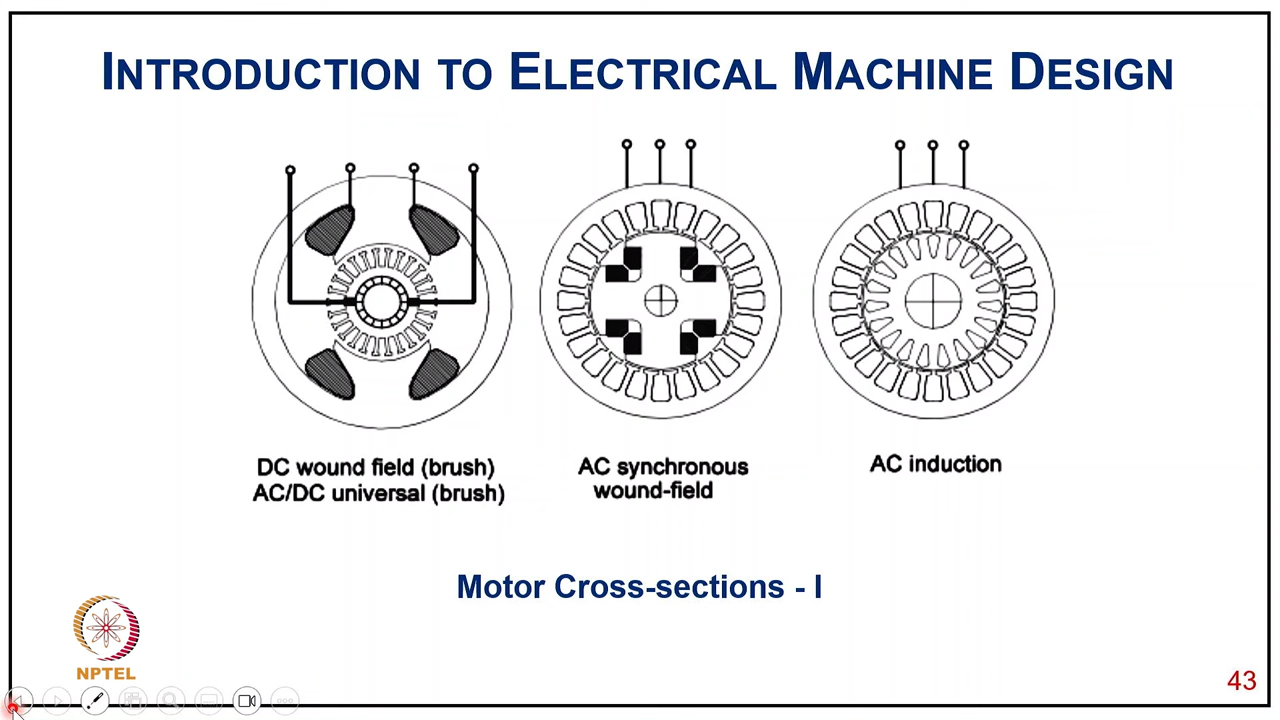 INTRODUCTION TO ELECTRICAL MACHINE DESIGN
DC wound field (brush)
AC/DC universal (brush)
AC synchronous
wound-field
AC induction
Motor Cross-sections - I
NPTEL
43